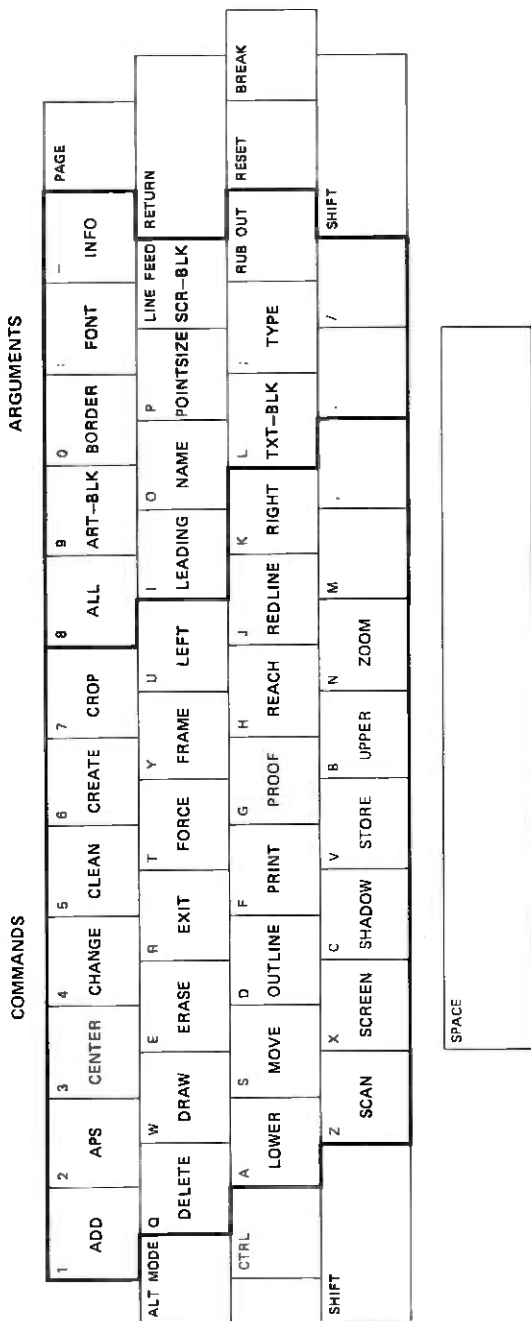 COMMANDS ARGUMENTS
1 ADD 2 APS 3 CENTER 4 CHANGE 5 CLEAN 6 CREATE 7 CROP 8 ALL 9 ART-BLK 0 BORDER : FONT - INFO PAGE
ALT MODE Q DELETE W DRAW E ERASE R EXIT T FORCE Y FRAME U LEFT I LEADING O NAME P POINTSIZE LINE FEED SCR-BLK RETURN
CTRL A LOWER S MOVE D OUTLINE F PRINT G PROOF H REACH J REDLINE K RIGHT L TXT-BLK ; TYPE RUB OUT RESET BREAK
SHIFT Z SCAN X SCREEN C SHADOW V STORE B UPPER N ZOOM M , . / SHIFT
SPACE